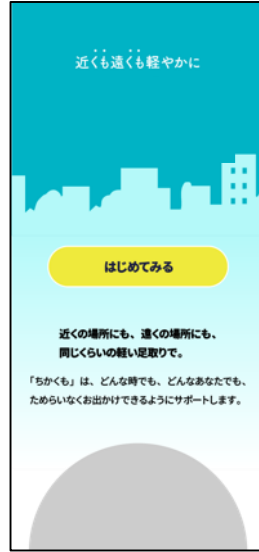 近くも遠くも軽やかに
はじめてみる
近くの場所にも、遠くの場所にも、
同じくらいの軽い足取りで。
「ちかくも」は、どんな時でも、どんなあなたでも、
ためらいなくお出かけできるようにサポートします。